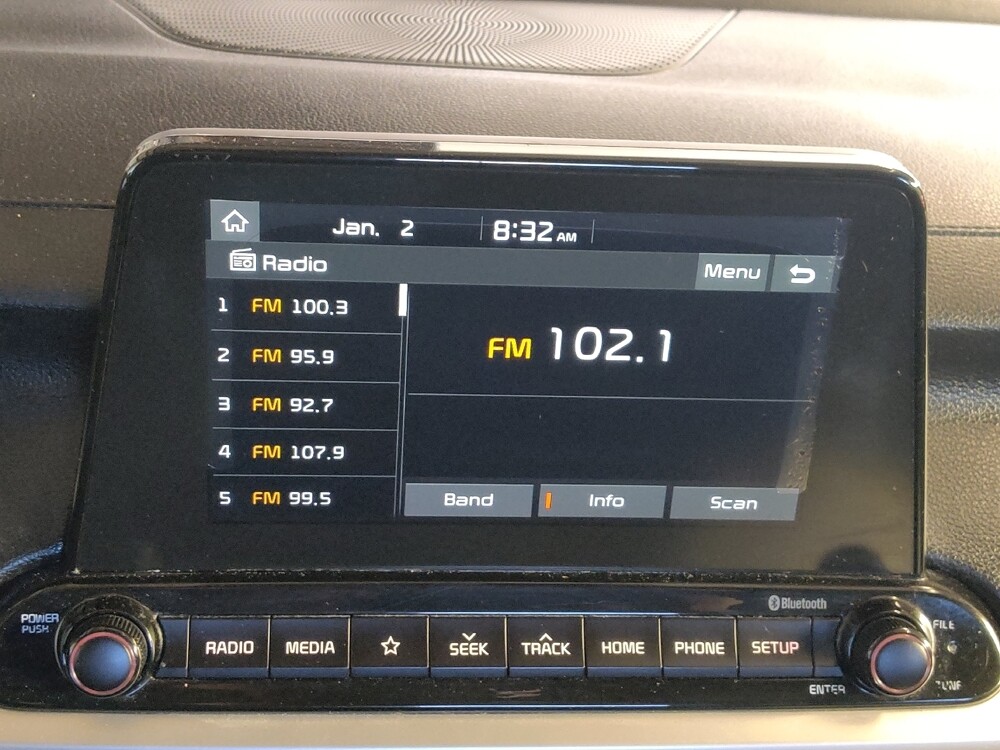 Jan. 2 8:32 AM
Radio Menu
1 FM 100.3
2 FM 95.9
3 FM 92.7
4 FM 107.9
5 FM 99.5
FM 102.1
Band Info Scan
Bluetooth
POWER
PUSH
RADIO MEDIA SEEK TRACK HOME PHONE SETUP
FILE
TUNE
ENTER